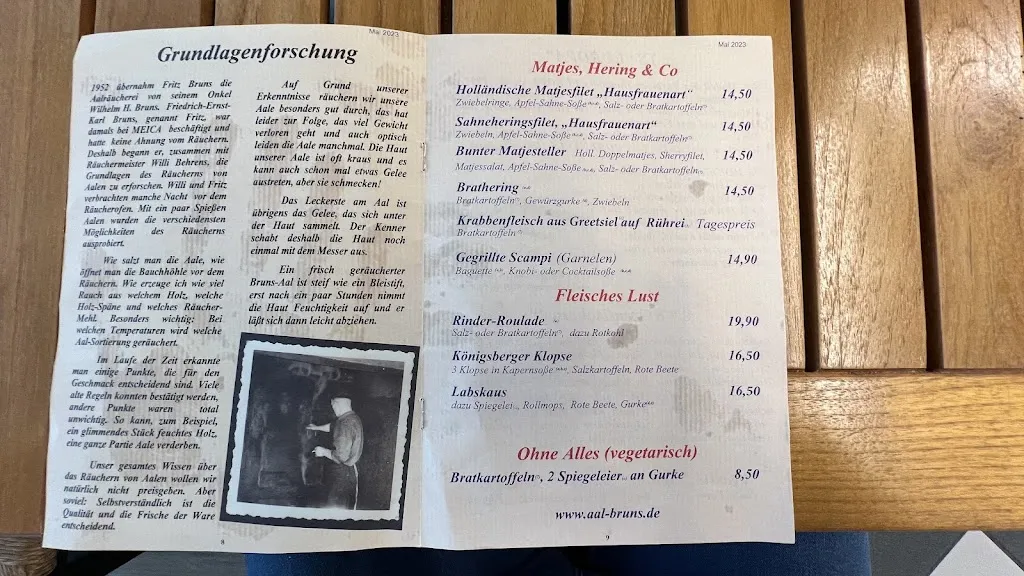 Mai 2023
Grundlagenforschung
1952 übernahm Fritz Bruns die
Aalräucherei von seinem Onkel
Wilhelm H. Bruns. Friedrich-Ernst-
Karl Bruns, genannt Fritz, war
damals bei MEICA beschäftigt und
hatte keine Ahnung vom Räuchern.
Deshalb begann er, zusammen mit
Räuchermeister Willi Behrens, die
Grundlagen des Räucherns von
Aalen zu erforschen. Willi und Fritz
verbrachten manche Nacht vor dem
Räucherofen. Mit ein paar Spießen
Aalen wurden die verschiedensten
Möglichkeiten des Räucherns
ausprobiert.
Wie salzt man die Aale, wie
öffnet man die Bauchhöhle vor dem
Räuchern. Wie erzeuge ich wie viel
Rauch aus welchem Holz, welche
Holz-Späne und welches Räucher-
Mehl. Besonders wichtig: Bei
welchen Temperaturen wird welche
Aal-Sortierung geräuchert.
Im Laufe der Zeit erkannte
man einige Punkte, die für den
Geschmack entscheidend sind. Viele
alte Regeln konnten bestätigt werden,
andere Punkte waren total
unwichtig. So kann, zum Beispiel,
ein glimmendes Stück feuchtes Holz,
eine ganze Partie Aale verderben.
Unser gesamtes Wissen über
das Räuchern von Aalen wollen wir
natürlich nicht preisgeben. Aber
soviel: Selbstverständlich ist die
Qualität und die Frische der Ware
entscheidend.
Auf Grund unserer
Erkenntnisse räuchern wir unsere
Aale besonders gut durch, das hat
leider zur Folge, das viel Gewicht
verloren geht und auch optisch
leiden die Aale manchmal. Die Haut
unserer Aale ist oft kraus und es
kann auch schon mal etwas Gelee
austreten, aber sie schmecken!
Das Leckerste am Aal ist
übrigens das Gelee, das sich unter
der Haut sammelt. Der Kenner
schabt deshalb die Haut noch
einmal mit dem Messer aus.
Ein frisch geräucherter
Bruns-Aal ist steif wie ein Bleistift,
erst nach ein paar Stunden nimmt
die Haut Feuchtigkeit auf und er
läßt sich dann leicht abziehen.
8
Mai 2023
Matjes, Hering & Co
Holländische Matjesfilet „Hausfrauenart" 14,50
Zwiebelringe, Apfel-Sahne-Soße, Salz- oder Bratkartoffeln
Sahneheringsfilet, „Hausfrauenart" 14,50
Zwiebeln, Apfel-Sahne-Soße, Salz- oder Bratkartoffeln
Bunter Matjesteller Holl. Doppelmatjes, Sherryfilet, 14,50
Matjessalat, Apfel-Sahne-Soße, Salz- oder Bratkartoffeln
Brathering 14,50
Bratkartoffeln, Gewürzgurke, Zwiebeln
Krabbenfleisch aus Greetsiel auf Rührei Tagespreis
Bratkartoffeln
Gegrillte Scampi (Garnelen) 14,90
Baguette, Knobi- oder Cocktailsoße
Fleisches Lust
Rinder-Roulade 19,90
Salz- oder Bratkartoffeln, dazu Rotkohl
Königsberger Klopse 16,50
3 Klopse in Kapernsoße, Salzkartoffeln, Rote Beete
Labskaus 16,50
dazu Spiegelei, Rollmops, Rote Beete, Gurke
Ohne Alles (vegetarisch)
Bratkartoffeln, 2 Spiegeleier an Gurke 8,50
www.aal-bruns.de
9